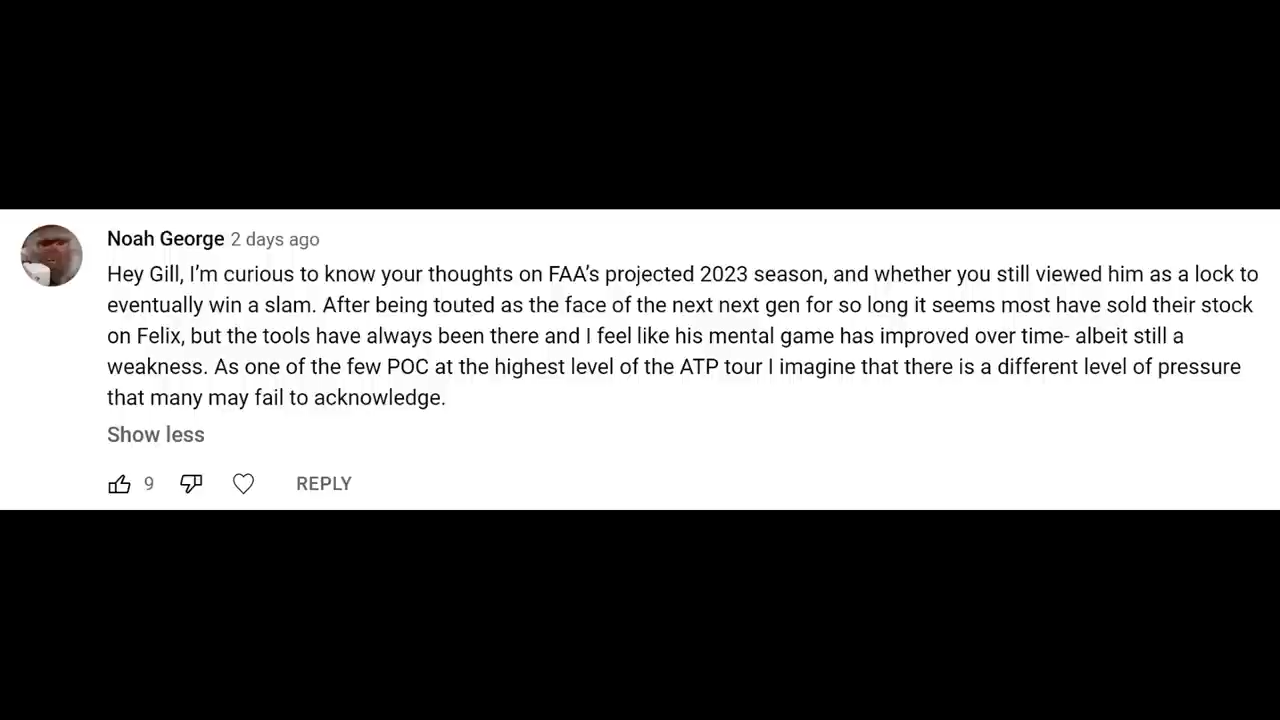 Noah George 2 days ago
Hey Gill, I’m curious to know your thoughts on FAA’s projected 2023 season, and whether you still viewed him as a lock to
eventually win a slam. After being touted as the face of the next next gen for so long it seems most have sold their stock
on Felix, but the tools have always been there and I feel like his mental game has improved over time- albeit still a
weakness. As one of the few POC at the highest level of the ATP tour I imagine that there is a different level of pressure
that many may fail to acknowledge.
Show less
9 REPLY